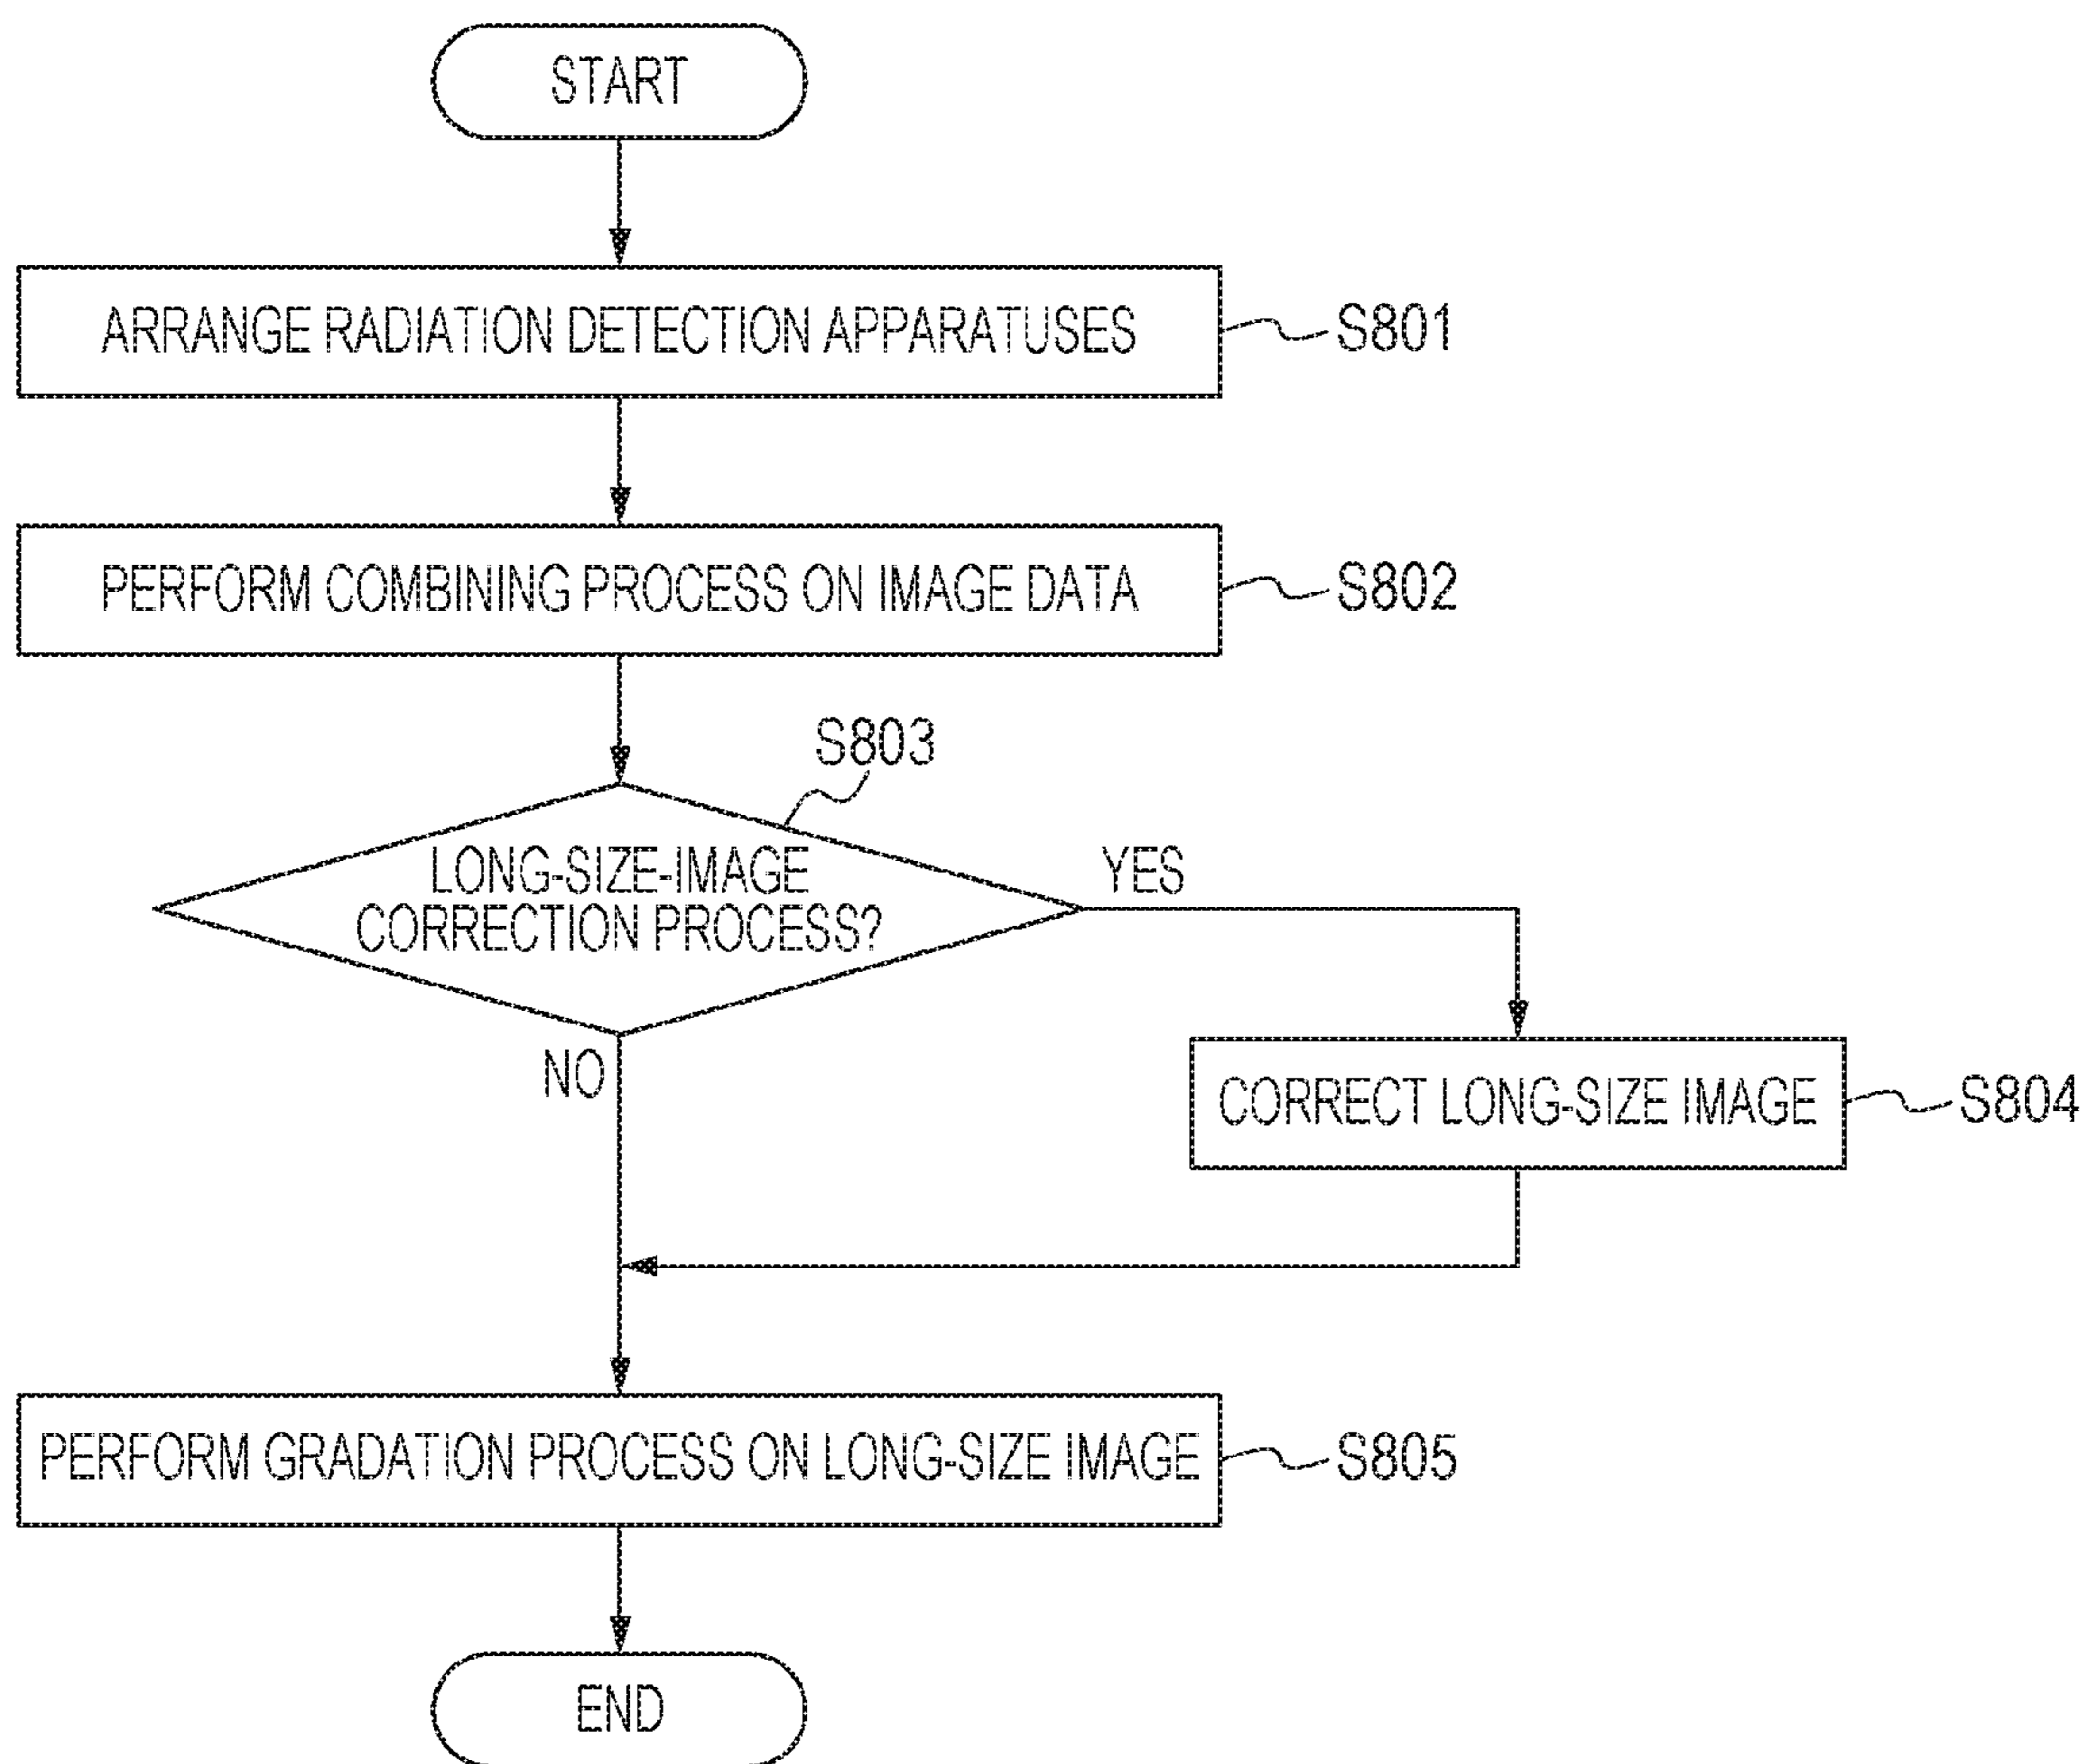 START
ARRANGE RADIATION DETECTION APPARATUSES
S801
PERFORM COMBINING PROCESS ON IMAGE DATA
S802
S803
LONG-SIZE-IMAGE
CORRECTION PROCESS?
YES
NO
CORRECT LONG-SIZE IMAGE
S804
PERFORM GRADATION PROCESS ON LONG-SIZE IMAGE
S805
END